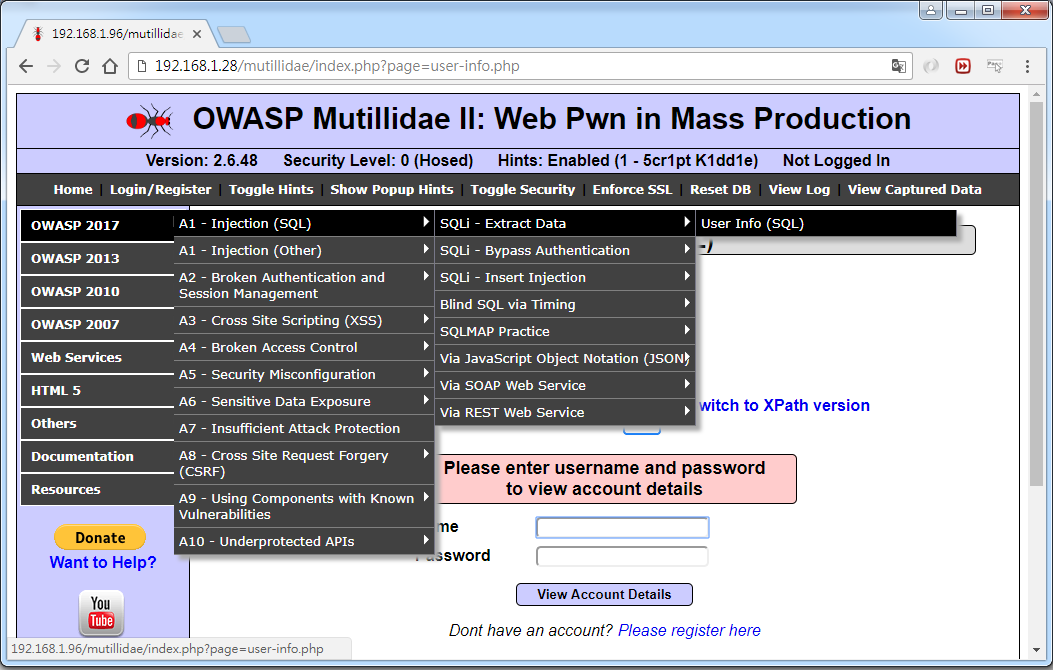 192.168.1.96/mutillidae
192.168.1.28/mutillidae/index.php?page=user-info.php
OWASP Mutillidae II: Web Pwn in Mass Production
Version: 2.6.48 Security Level: 0 (Hosed) Hints: Enabled (1 - 5cr1pt K1dd1e) Not Logged In
Home | Login/Register | Toggle Hints | Show Popup Hints | Toggle Security | Enforce SSL | Reset DB | View Log | View Captured Data
OWASP 2017
OWASP 2013
OWASP 2010
OWASP 2007
Web Services
HTML 5
Others
Documentation
Resources
A1 - Injection (SQL)
A1 - Injection (Other)
A2 - Broken Authentication and
Session Management
A3 - Cross Site Scripting (XSS)
A4 - Broken Access Control
A5 - Security Misconfiguration
A6 - Sensitive Data Exposure
A7 - Insufficient Attack Protection
A8 - Cross Site Request Forgery
(CSRF)
A9 - Using Components with Known
Vulnerabilities
A10 - Underprotected APIs
SQLi - Extract Data
SQLi - Bypass Authentication
SQLi - Insert Injection
Blind SQL via Timing
SQLMAP Practice
Via JavaScript Object Notation (JSON)
Via SOAP Web Service
Via REST Web Service
User Info (SQL)
witch to XPath version
Please enter username and password
to view account details
me
Password
View Account Details
Dont have an account? Please register here
Donate
Want to Help?
You
Tube
192.168.1.96/mutillidae/index.php?page=user-info.php